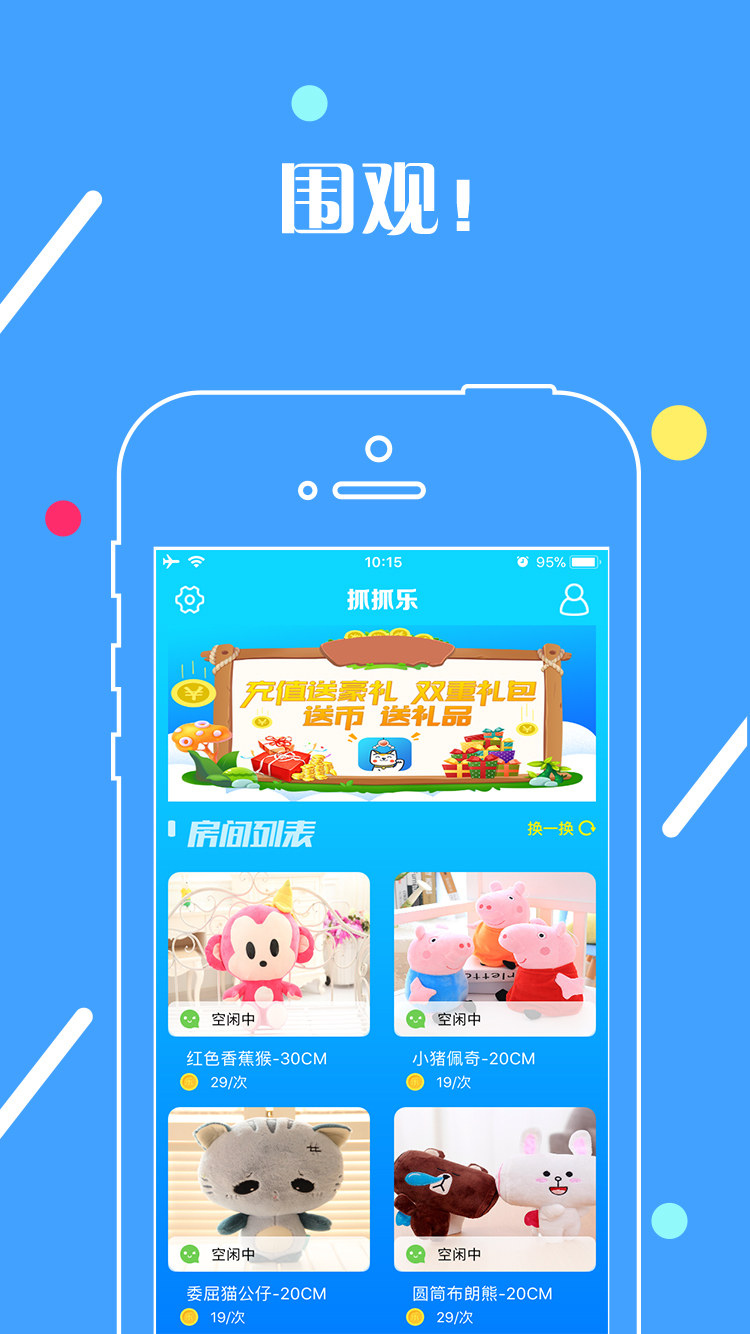 围观!
10:15
95%
抓抓乐
充值送豪礼 双重礼包
送币 送礼品
房间列表
换一换
空闲中
空闲中
红色香蕉猴-30CM
小猪佩奇-20CM
29/次
19/次
空闲中
空闲中
委屈猫公仔-20CM
圆筒布朗熊-20CM
19/次
29/次